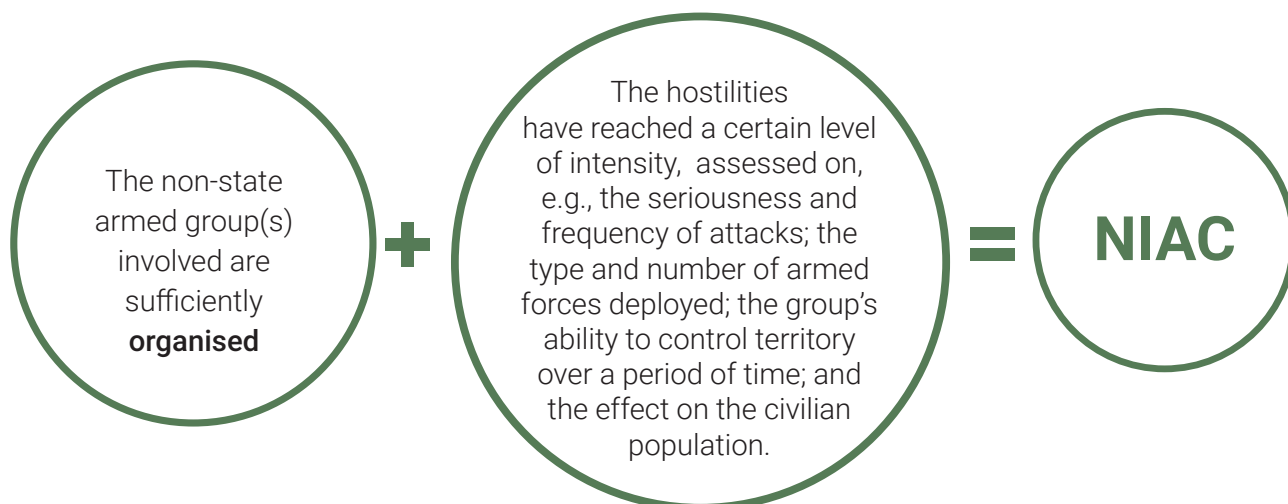 The non-state
armed group(s)
involved are
sufficiently
organised
+
The hostilities
have reached a certain level
of intensity,  assessed on,
e.g., the seriousness and
frequency of attacks; the
type and number of armed
forces deployed; the group’s
ability to control territory
over a period of time; and
the effect on the civilian
population.
=
NIAC